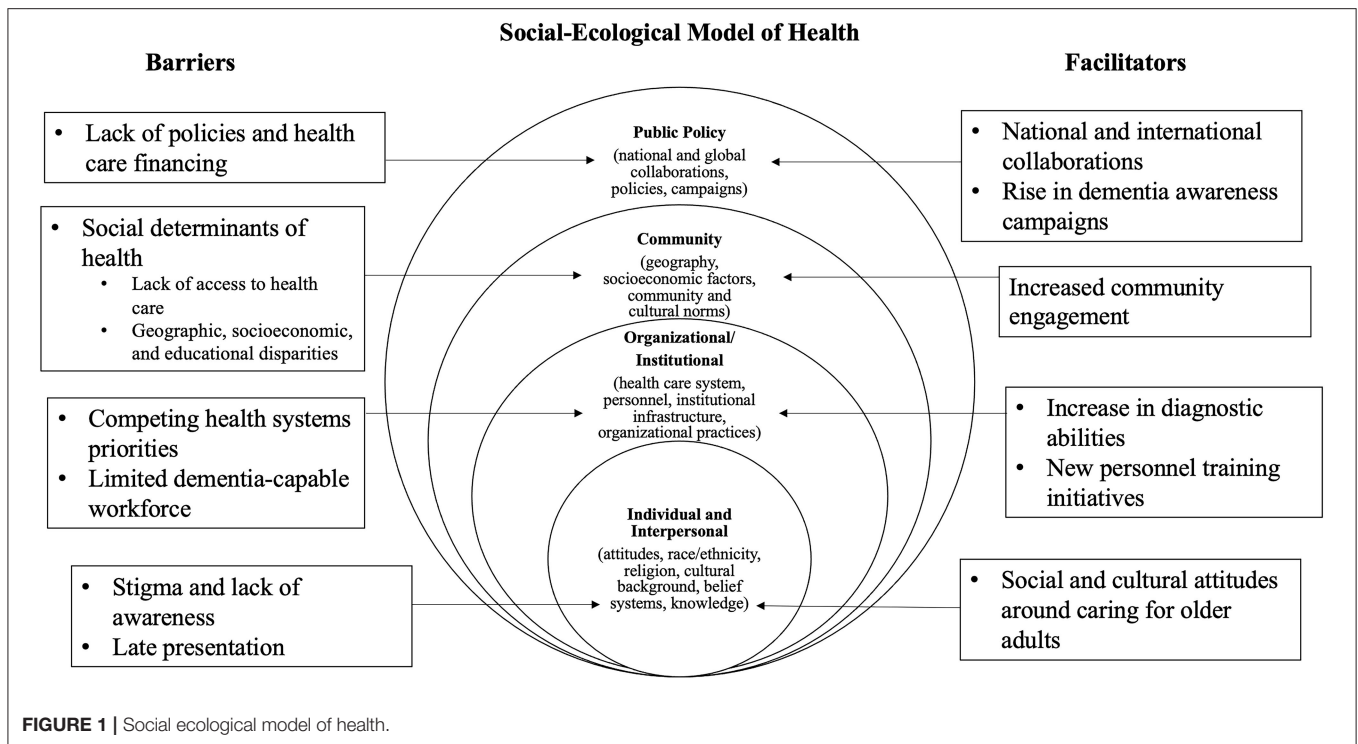 Social-Ecological Model of Health
Barriers
Facilitators
• Lack of policies and health
care financing
• Social determinants of
health
• Lack of access to health
care
• Geographic, socioeconomic,
and educational disparities
• Competing health systems
priorities
• Limited dementia-capable
workforce
• Stigma and lack of
awareness
• Late presentation
Public Policy
(national and global
collaborations,
policies, campaigns)
Community
(geography,
socioeconomic factors,
community and
cultural norms)
Organizational/
Institutional
(health care system,
personnel, institutional
infrastructure,
organizational practices)
Individual and
Interpersonal
(attitudes, race/ethnicity,
religion, cultural
background, belief
systems, knowledge)
• National and international
collaborations
• Rise in dementia awareness
campaigns
Increased community
engagement
• Increase in diagnostic
abilities
• New personnel training
initiatives
• Social and cultural attitudes
around caring for older
adults
FIGURE 1 | Social ecological model of health.